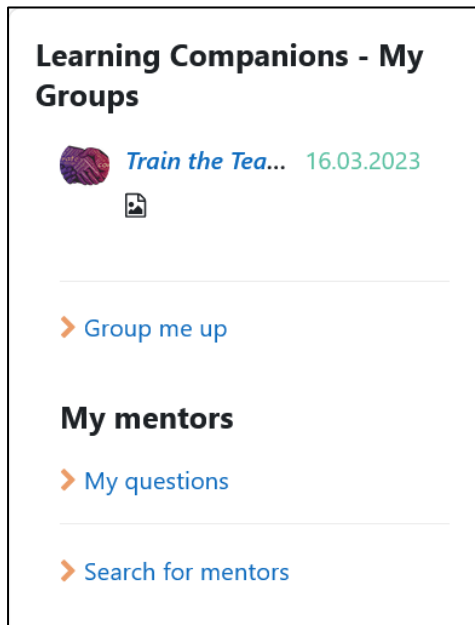 Learning Companions - My
Groups
Train the Tea... 16.03.2023
Group me up
My mentors
My questions
Search for mentors